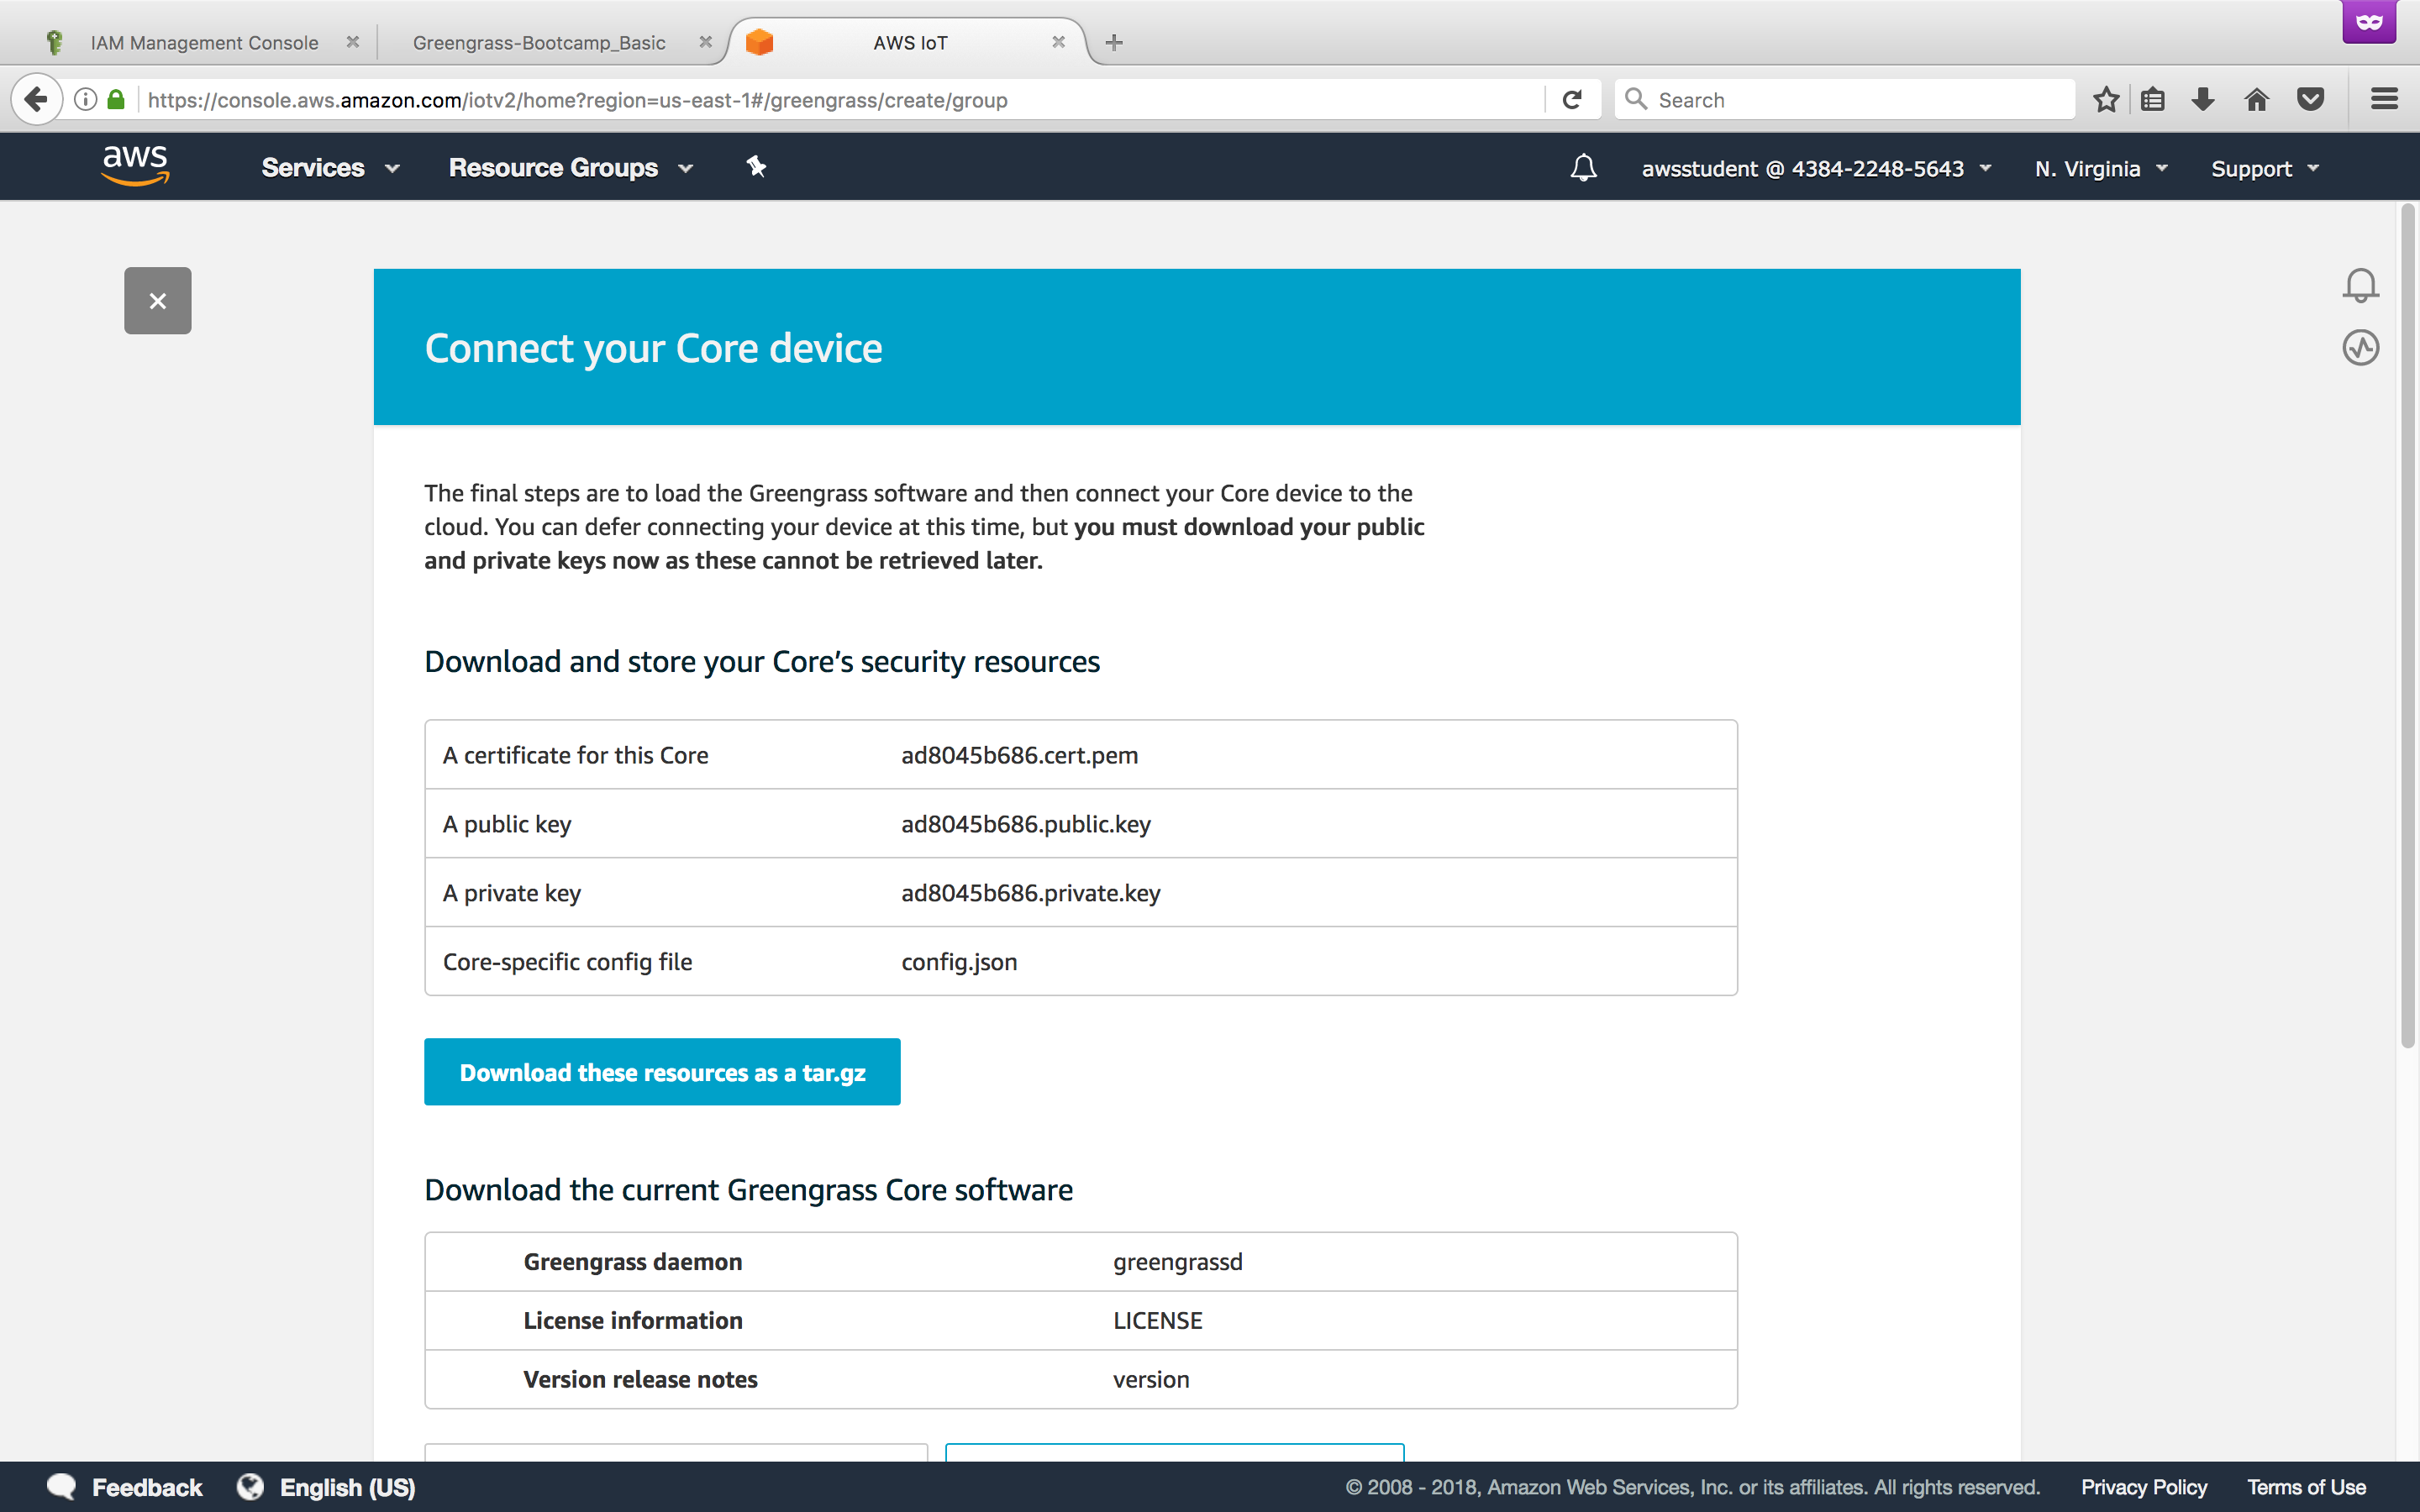 IAM Management Console
Greengrass-Bootcamp_Basic
AWS IoT
https://console.aws.amazon.com/iotv2/home?region=us-east-1#/greengrass/create/group
Search
aws
Services
Resource Groups
awsstudent @ 4384-2248-5643
N. Virginia
Support
Connect your Core device
The final steps are to load the Greengrass software and then connect your Core device to the
cloud. You can defer connecting your device at this time, but you must download your public
and private keys now as these cannot be retrieved later.
Download and store your Core’s security resources
A certificate for this Core ad8045b686.cert.pem
A public key ad8045b686.public.key
A private key ad8045b686.private.key
Core-specific config file config.json
Download these resources as a tar.gz
Download the current Greengrass Core software
Greengrass daemon greengrassd
License information LICENSE
Version release notes version
Feedback
English (US)
© 2008 - 2018, Amazon Web Services, Inc. or its affiliates. All rights reserved.
Privacy Policy
Terms of Use